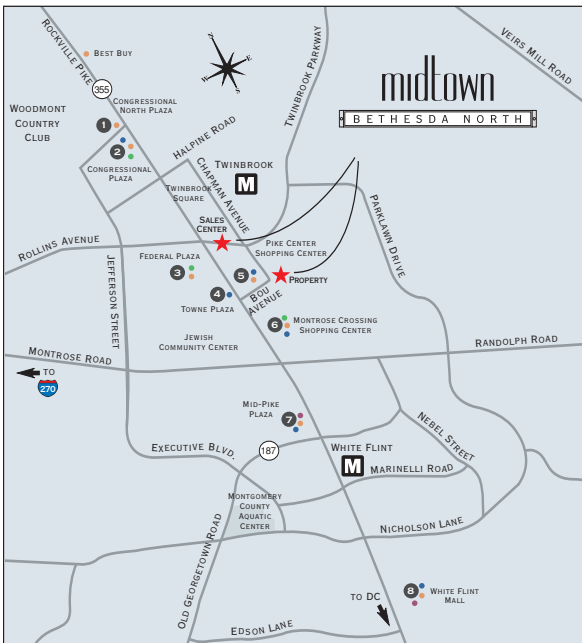 ROCKVILLE PIKE
BEST BUY
N
E
S
W
TWINBROOK PARKWAY
VEIRS MILL ROAD
midtown
BETHESDA NORTH
355
WOODMONT
COUNTRY
CLUB
CONGRESSIONAL
NORTH PLAZA
1
2
CONGRESSIONAL
PLAZA
HALPINE ROAD
CHAPMAN AVENUE
TWINBROOK
M
TWINBROOK
SQUARE
SALES
CENTER
PARKLAWN DRIVE
ROLLINS AVENUE
JEFFERSON STREET
FEDERAL PLAZA
3
PIKE CENTER
SHOPPING CENTER
5
PROPERTY
4
TOWNE PLAZA
BOU
AVENUE
6
MONTROSE CROSSING
SHOPPING CENTER
JEWISH
COMMUNITY CENTER
RANDOLPH ROAD
MONTROSE ROAD
TO
270
MID-PIKE
PLAZA
7
EXECUTIVE BLVD.
187
WHITE FLINT
M
NEBEL STREET
MARINELLI ROAD
MONTGOMERY
COUNTY
AQUATIC
CENTER
NICHOLSON LANE
OLD GEORGETOWN ROAD
TO DC
8
WHITE FLINT
MALL
EDSON LANE